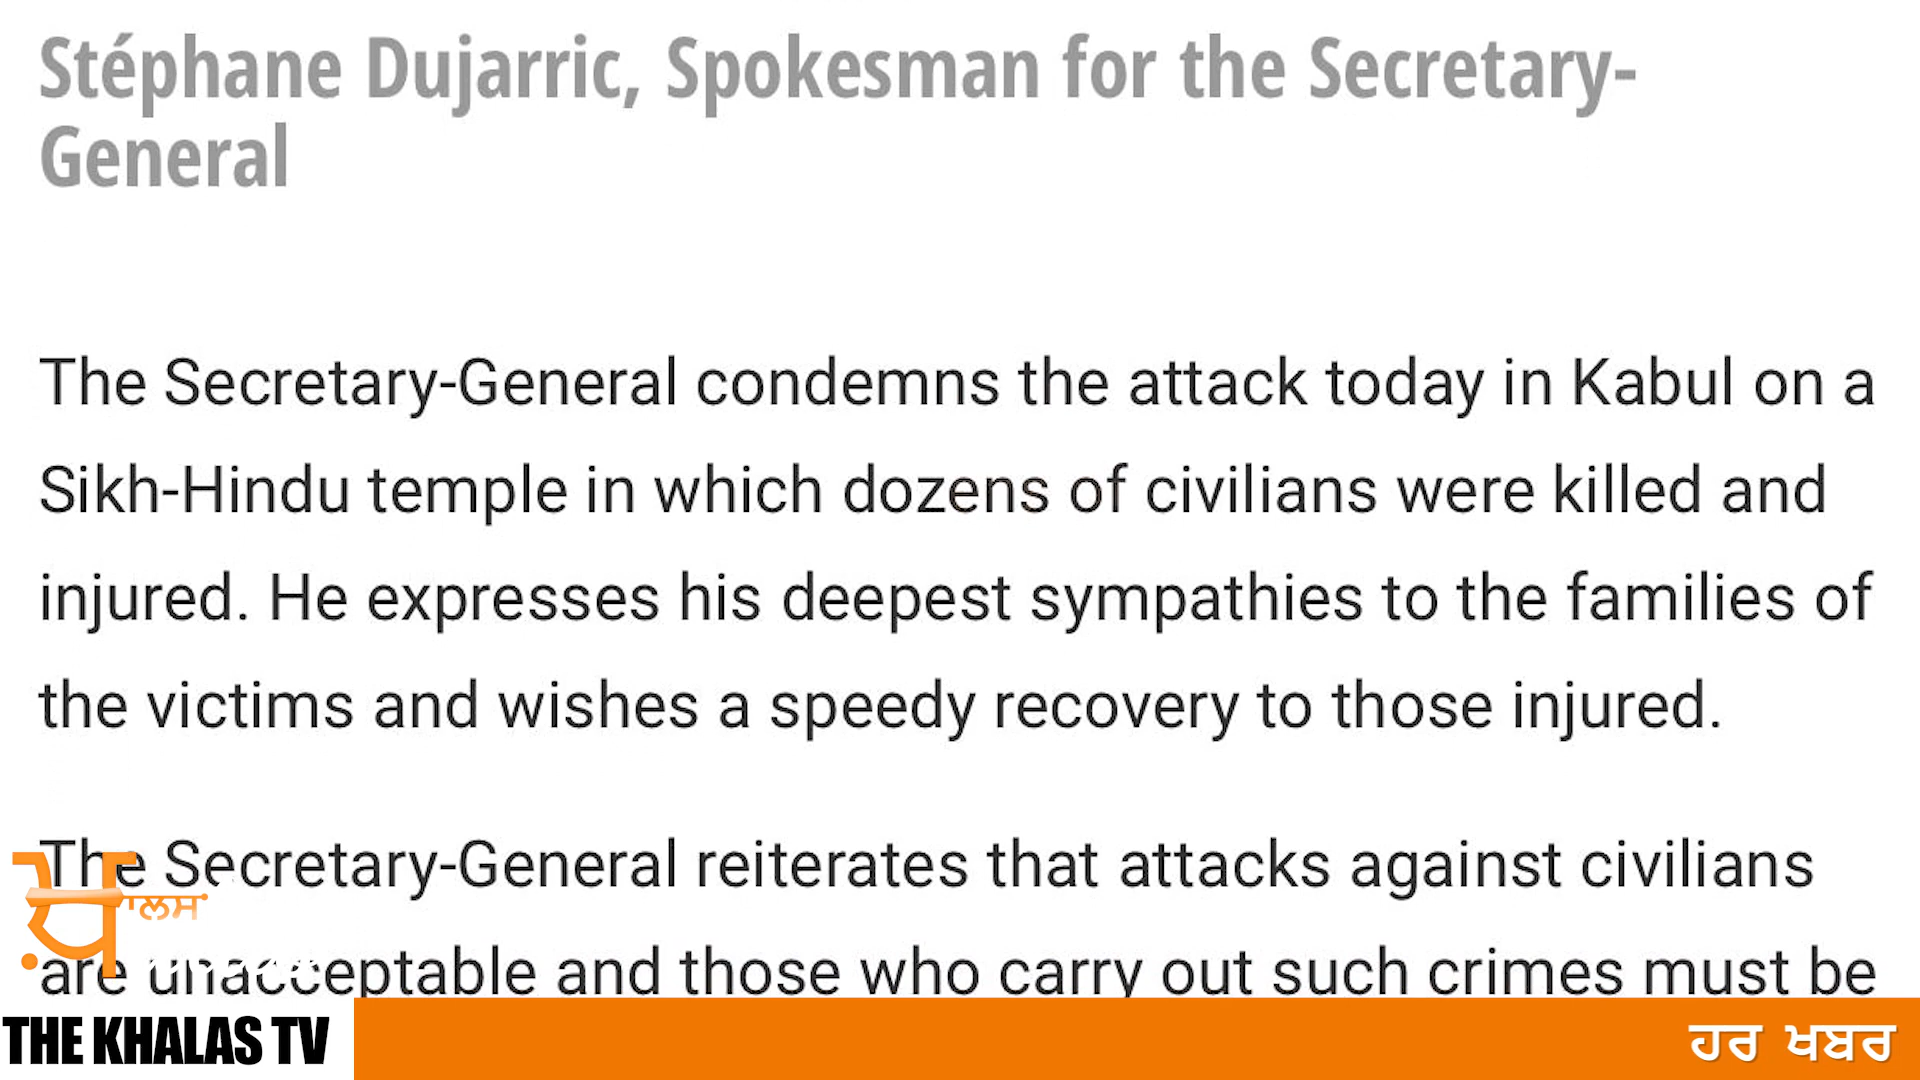 Stéphane Dujarric, Spokesman for the Secretary-
General
The Secretary-General condemns the attack today in Kabul on a
Sikh-Hindu temple in which dozens of civilians were killed and
injured. He expresses his deepest sympathies to the families of
the victims and wishes a speedy recovery to those injured.
The Secretary-General reiterates that attacks against civilians
are unacceptable and those who carry out such crimes must be
ਖ਼ਾਲਸ
THE KHALAS TV
ਹਰ ਖਬਰ